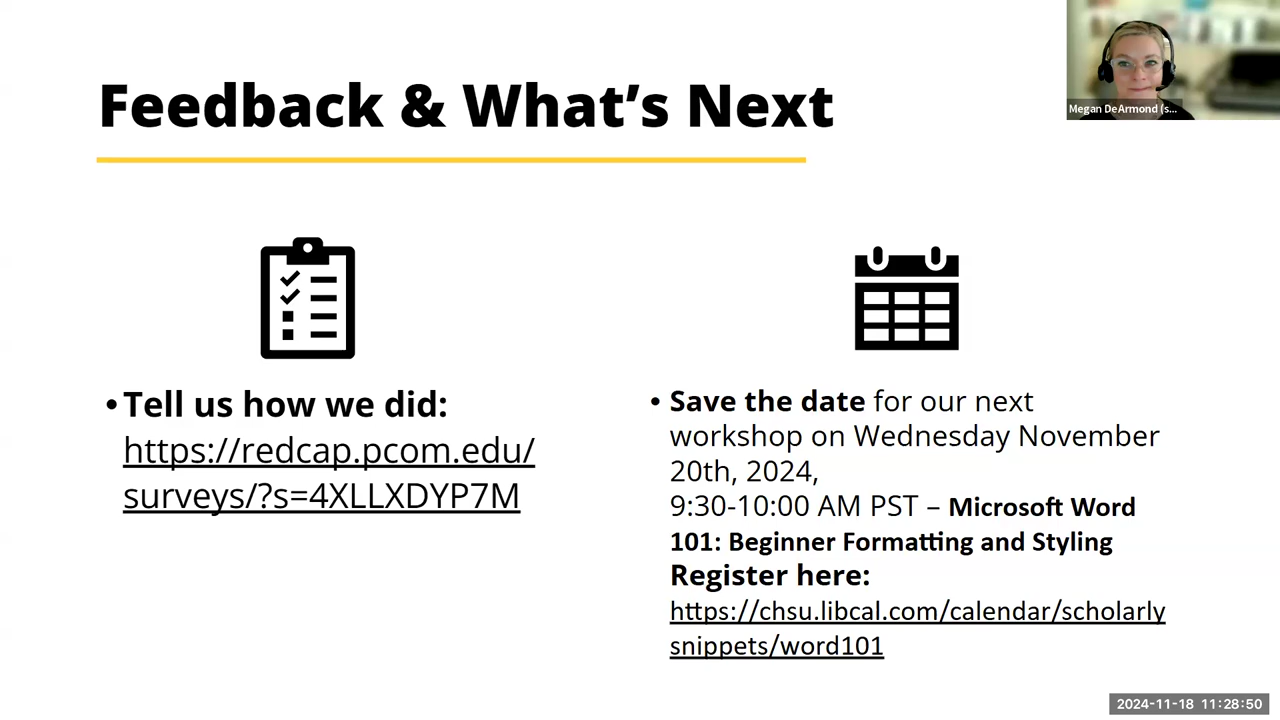 Feedback & What's Next
Megan DeArmond (s...
•Tell us how we did:
https://redcap.pcom.edu/
surveys/?s=4XLLXDYP7M
• Save the date for our next
workshop on Wednesday November
20th, 2024,
9:30-10:00 AM PST – Microsoft Word
101: Beginner Formatting and Styling
Register here:
https://chsu.libcal.com/calendar/scholarly
snippets/word101
2024-11-18 11:28:50